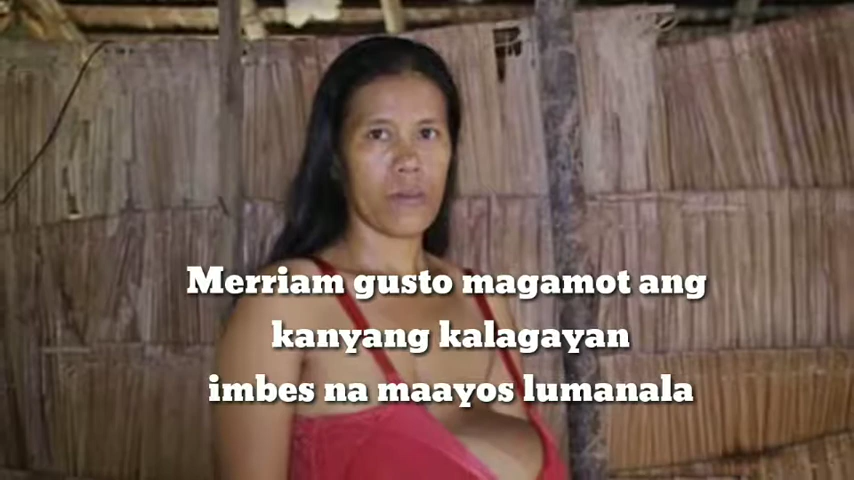 Merriam gusto magamot ang
kanyang kalagayan
imbes na maayos lumanala